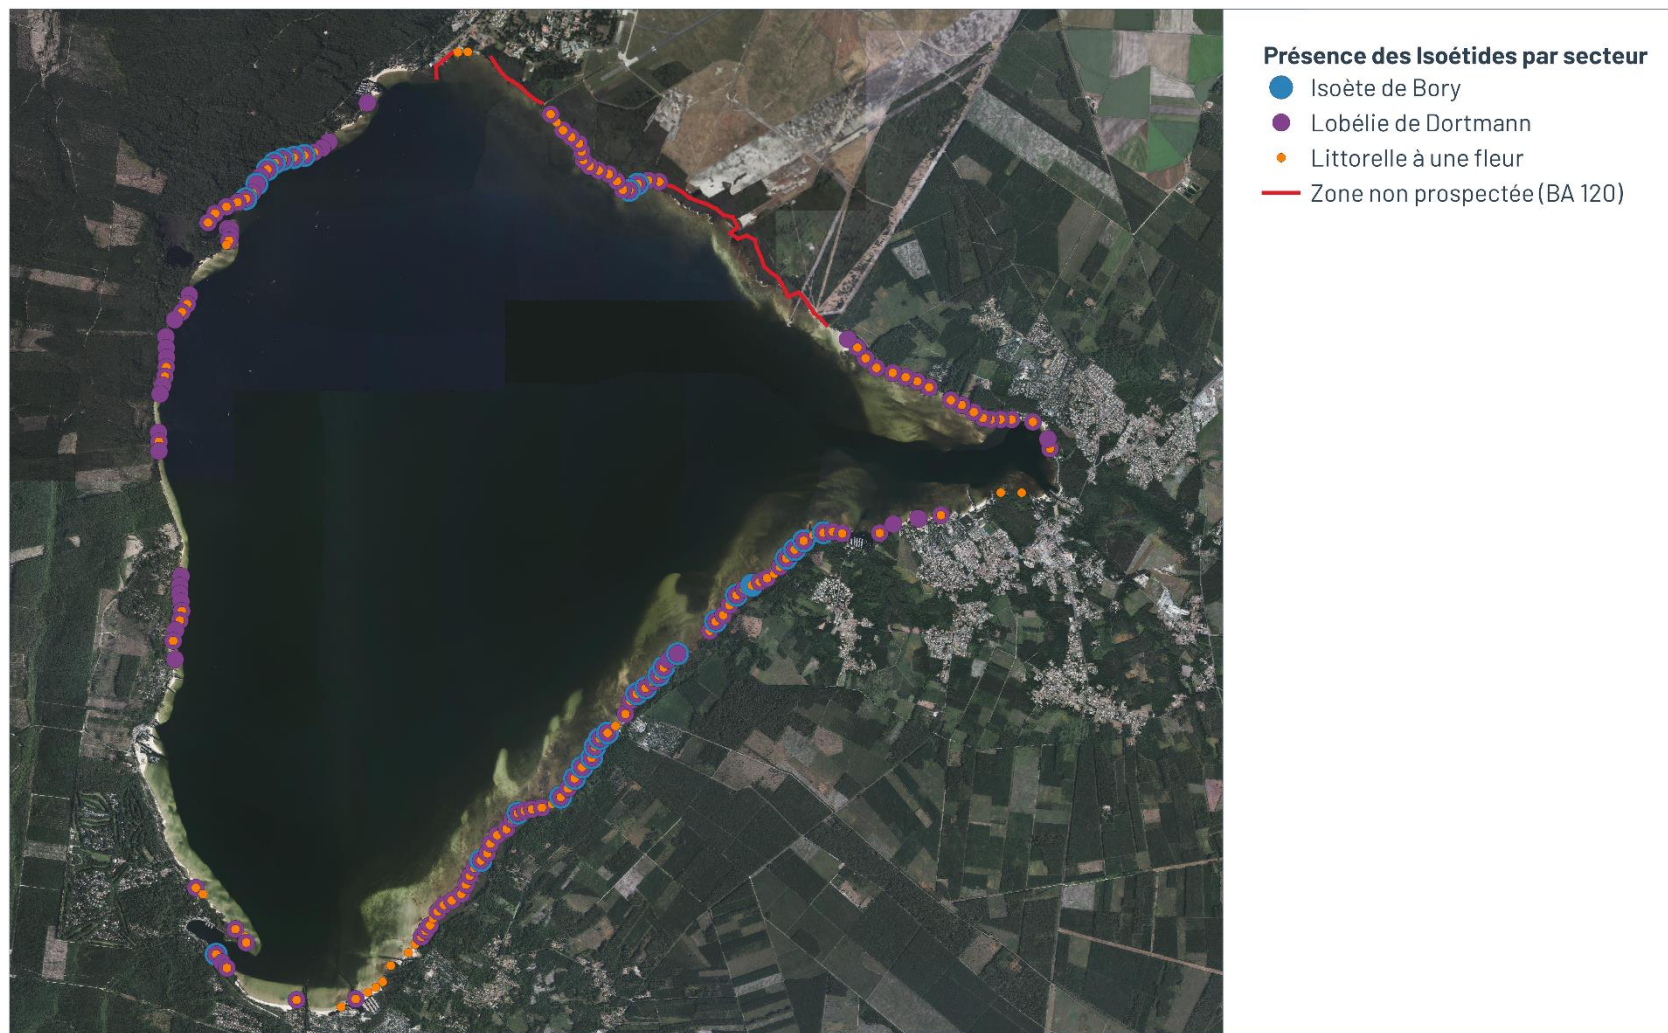 Présence des Isoétides par secteur
Isoète de Bory
Lobélie de Dortmann
Littorelle à une fleur
Zone non prospectée (BA 120)